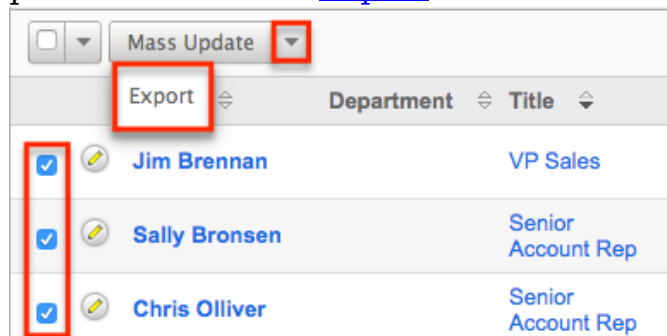 Mass Update
Export
Department
Title
Jim Brennan
VP Sales
Sally Bronsen
Senior
Account Rep
Chris Olliver
Senior
Account Rep